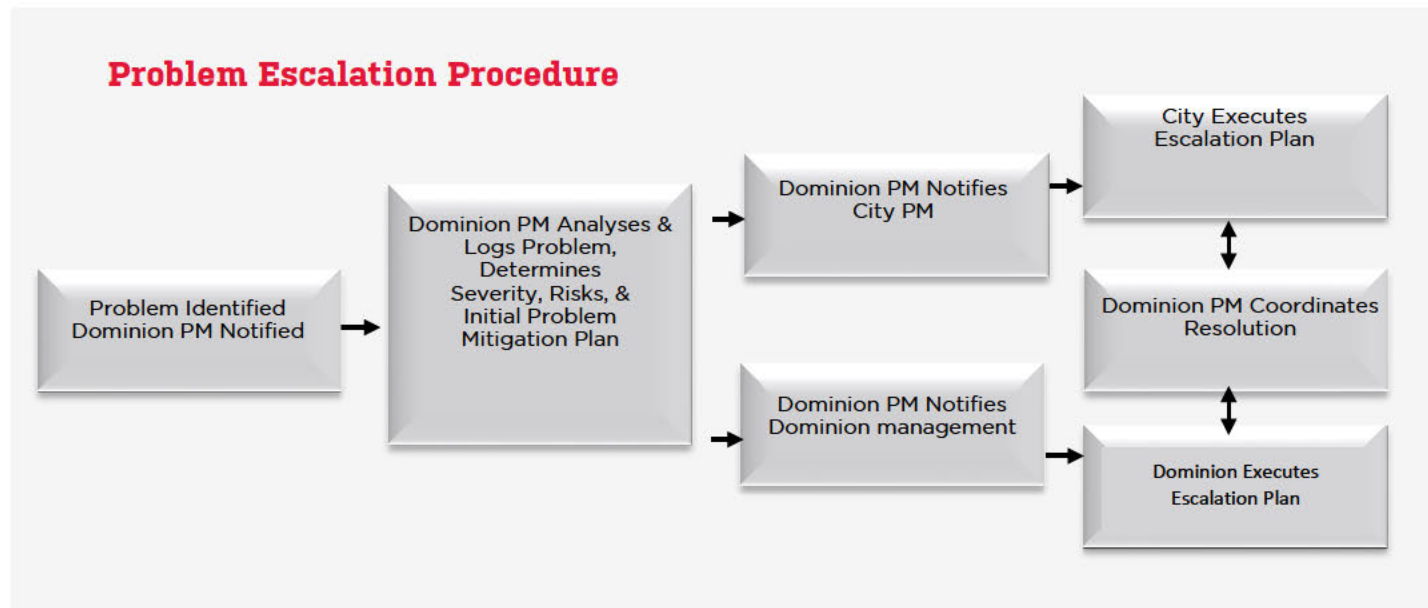 Problem Escalation Procedure
Problem Identified
Dominion PM Notified
Dominion PM Analyses &
Logs Problem,
Determines
Severity, Risks, &
Initial Problem
Mitigation Plan
Dominion PM Notifies
City PM
Dominion PM Notifies
Dominion management
City Executes
Escalation Plan
Dominion PM Coordinates
Resolution
Dominion Executes
Escalation Plan